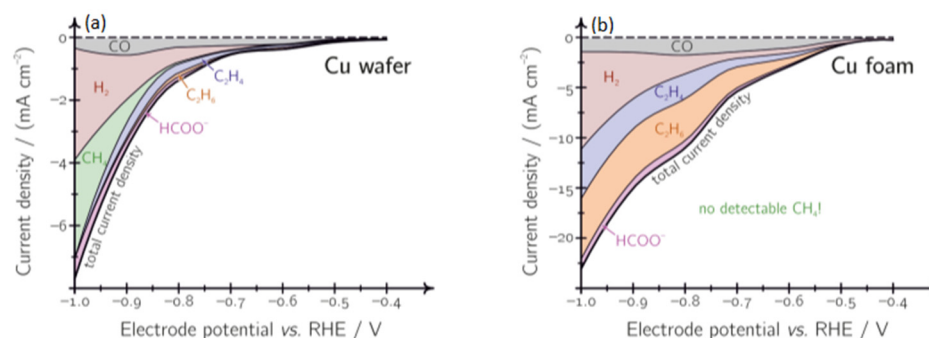 (a)
Cu wafer
CO
H₂
CH₄
C₂H₄
C₂H₆
HCOO⁻
total current density
0
−2
−4
−6
Current density / (mA cm⁻²)
−1.0 −0.9 −0.8 −0.7 −0.6 −0.5 −0.4
Electrode potential vs. RHE / V
(b)
Cu foam
CO
H₂
C₂H₄
C₂H₆
HCOO⁻
total current density
no detectable CH₄!
0
−5
−10
−15
−20
Current density / (mA cm⁻²)
−1.0 −0.9 −0.8 −0.7 −0.6 −0.5 −0.4
Electrode potential vs. RHE / V